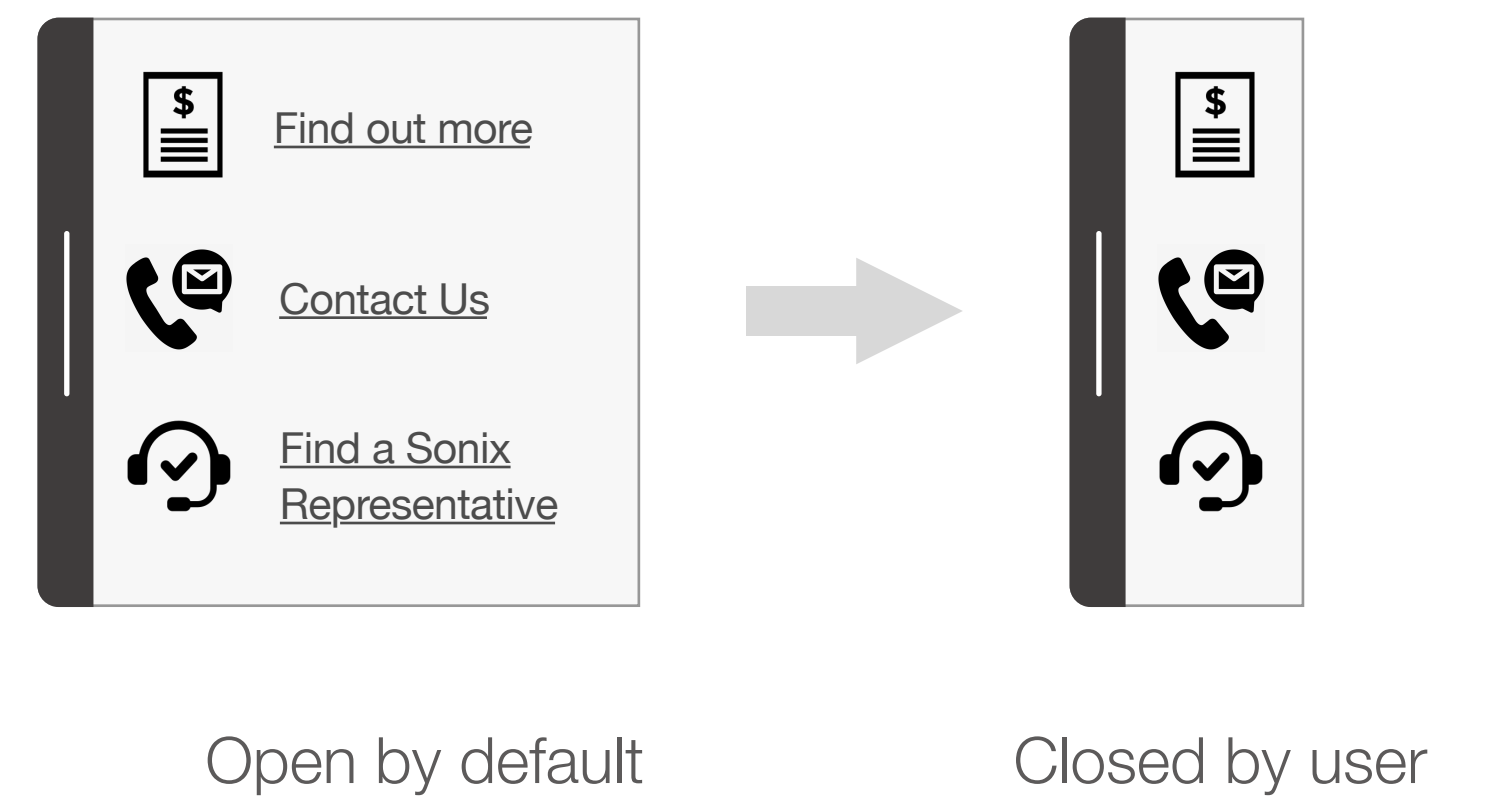 $
Find out more
Contact Us
Find a Sonix
Representative
$
Open by default
Closed by user